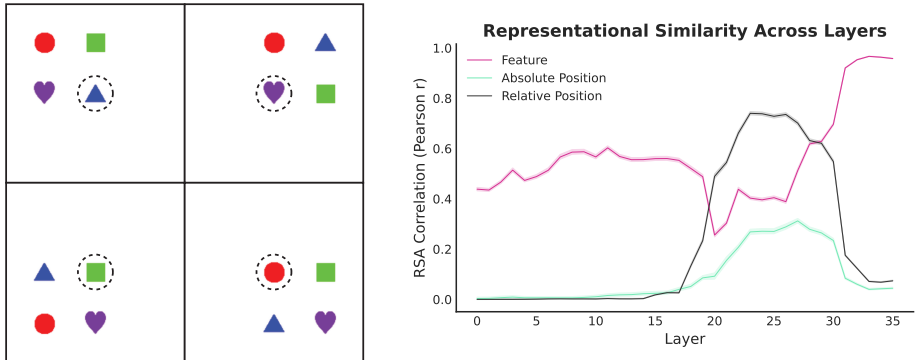 Representational Similarity Across Layers
RSA Correlation (Pearson r)
1.0
0.8
0.6
0.4
0.2
0.0
Feature
Absolute Position
Relative Position
0 5 10 15 20 25 30 35
Layer